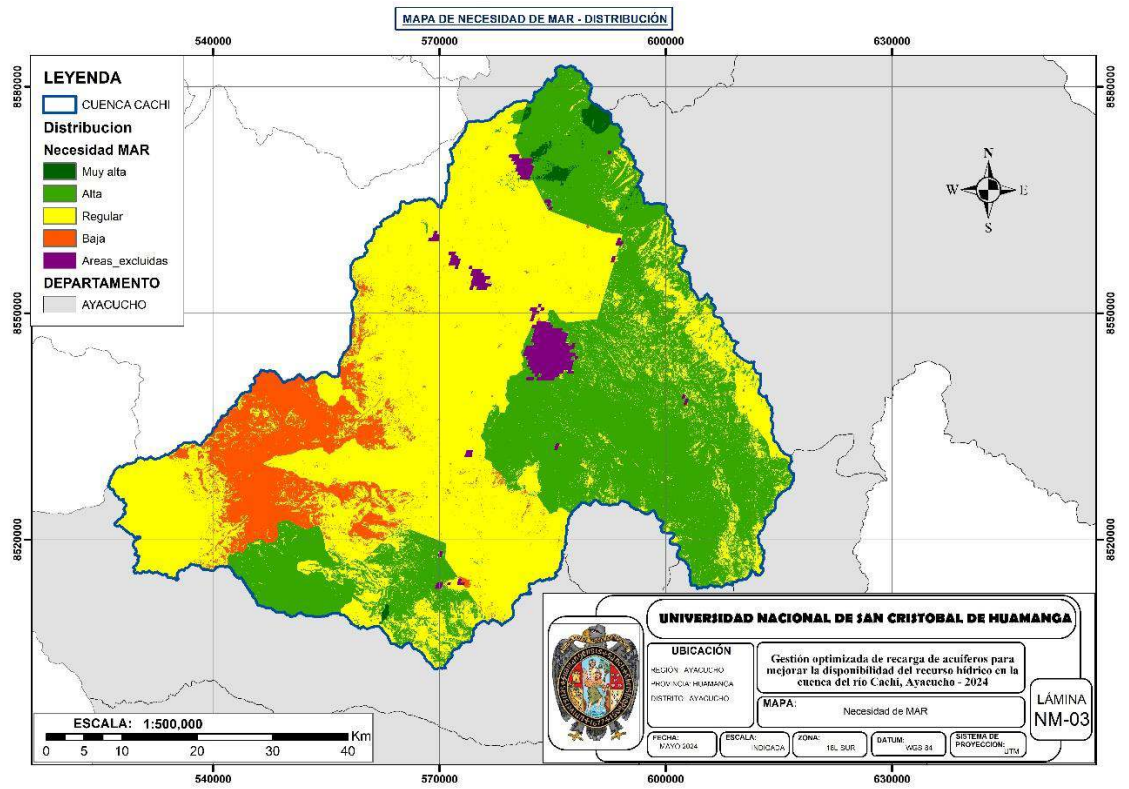 MAPA DE NECESIDAD DE MAR - DISTRIBUCIÓN
540000 570000 600000 630000
LEYENDA
CUENCA CACHI
Distribucion
Necesidad MAR
Muy alta
Alta
Regular
Baja
Areas_excluidas
DEPARTAMENTO
AYACUCHO
8580000
8550000
8520000
8580000
8550000
8520000
N
W E
S
ESCALA: 1:500,000
0 5 10 20 30 40 Km
540000 570000 600000 630000
UNIVERSIDAD NACIONAL DE SAN CRISTOBAL DE HUAMANGA
UBICACIÓN
REGIÓN: AYACUCHO
PROVINCIA: HUAMANGA
DISTRITO: AYACUCHO
Gestión optimizada de recarga de acuíferos para
mejorar la disponibilidad del recurso hídrico en la
cuenca del río Cachi, Ayacucho - 2024
MAPA:
Necesidad de MAR
LÁMINA
NM-03
FECHA:
MAYO 2024
ESCALA:
INDICADA
ZONA:
18L SUR
DATUM:
WGS 84
SISTEMA DE
PROYECCION:
UTM